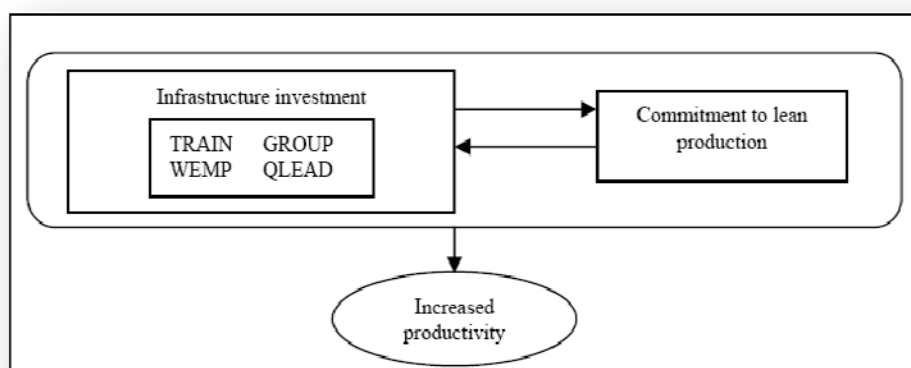 Infrastructure investment
TRAIN GROUP
WEMP QLEAD
Commitment to lean
production
Increased
productivity